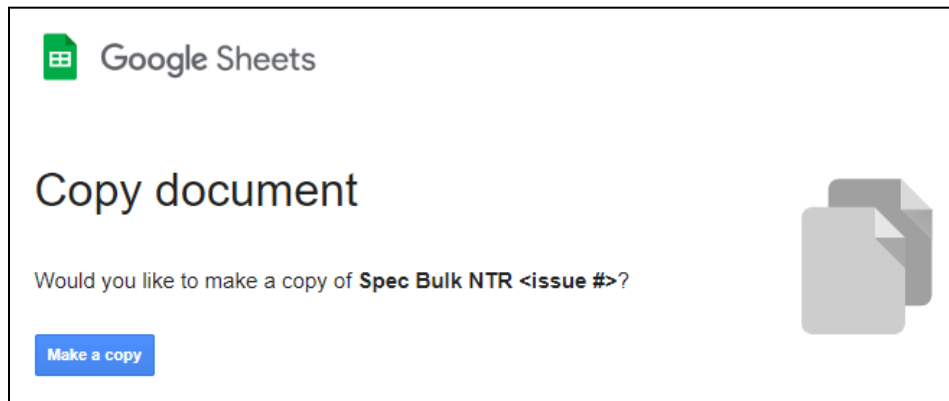 Google Sheets
Copy document
Would you like to make a copy of Spec Bulk NTR <issue #>?
Make a copy